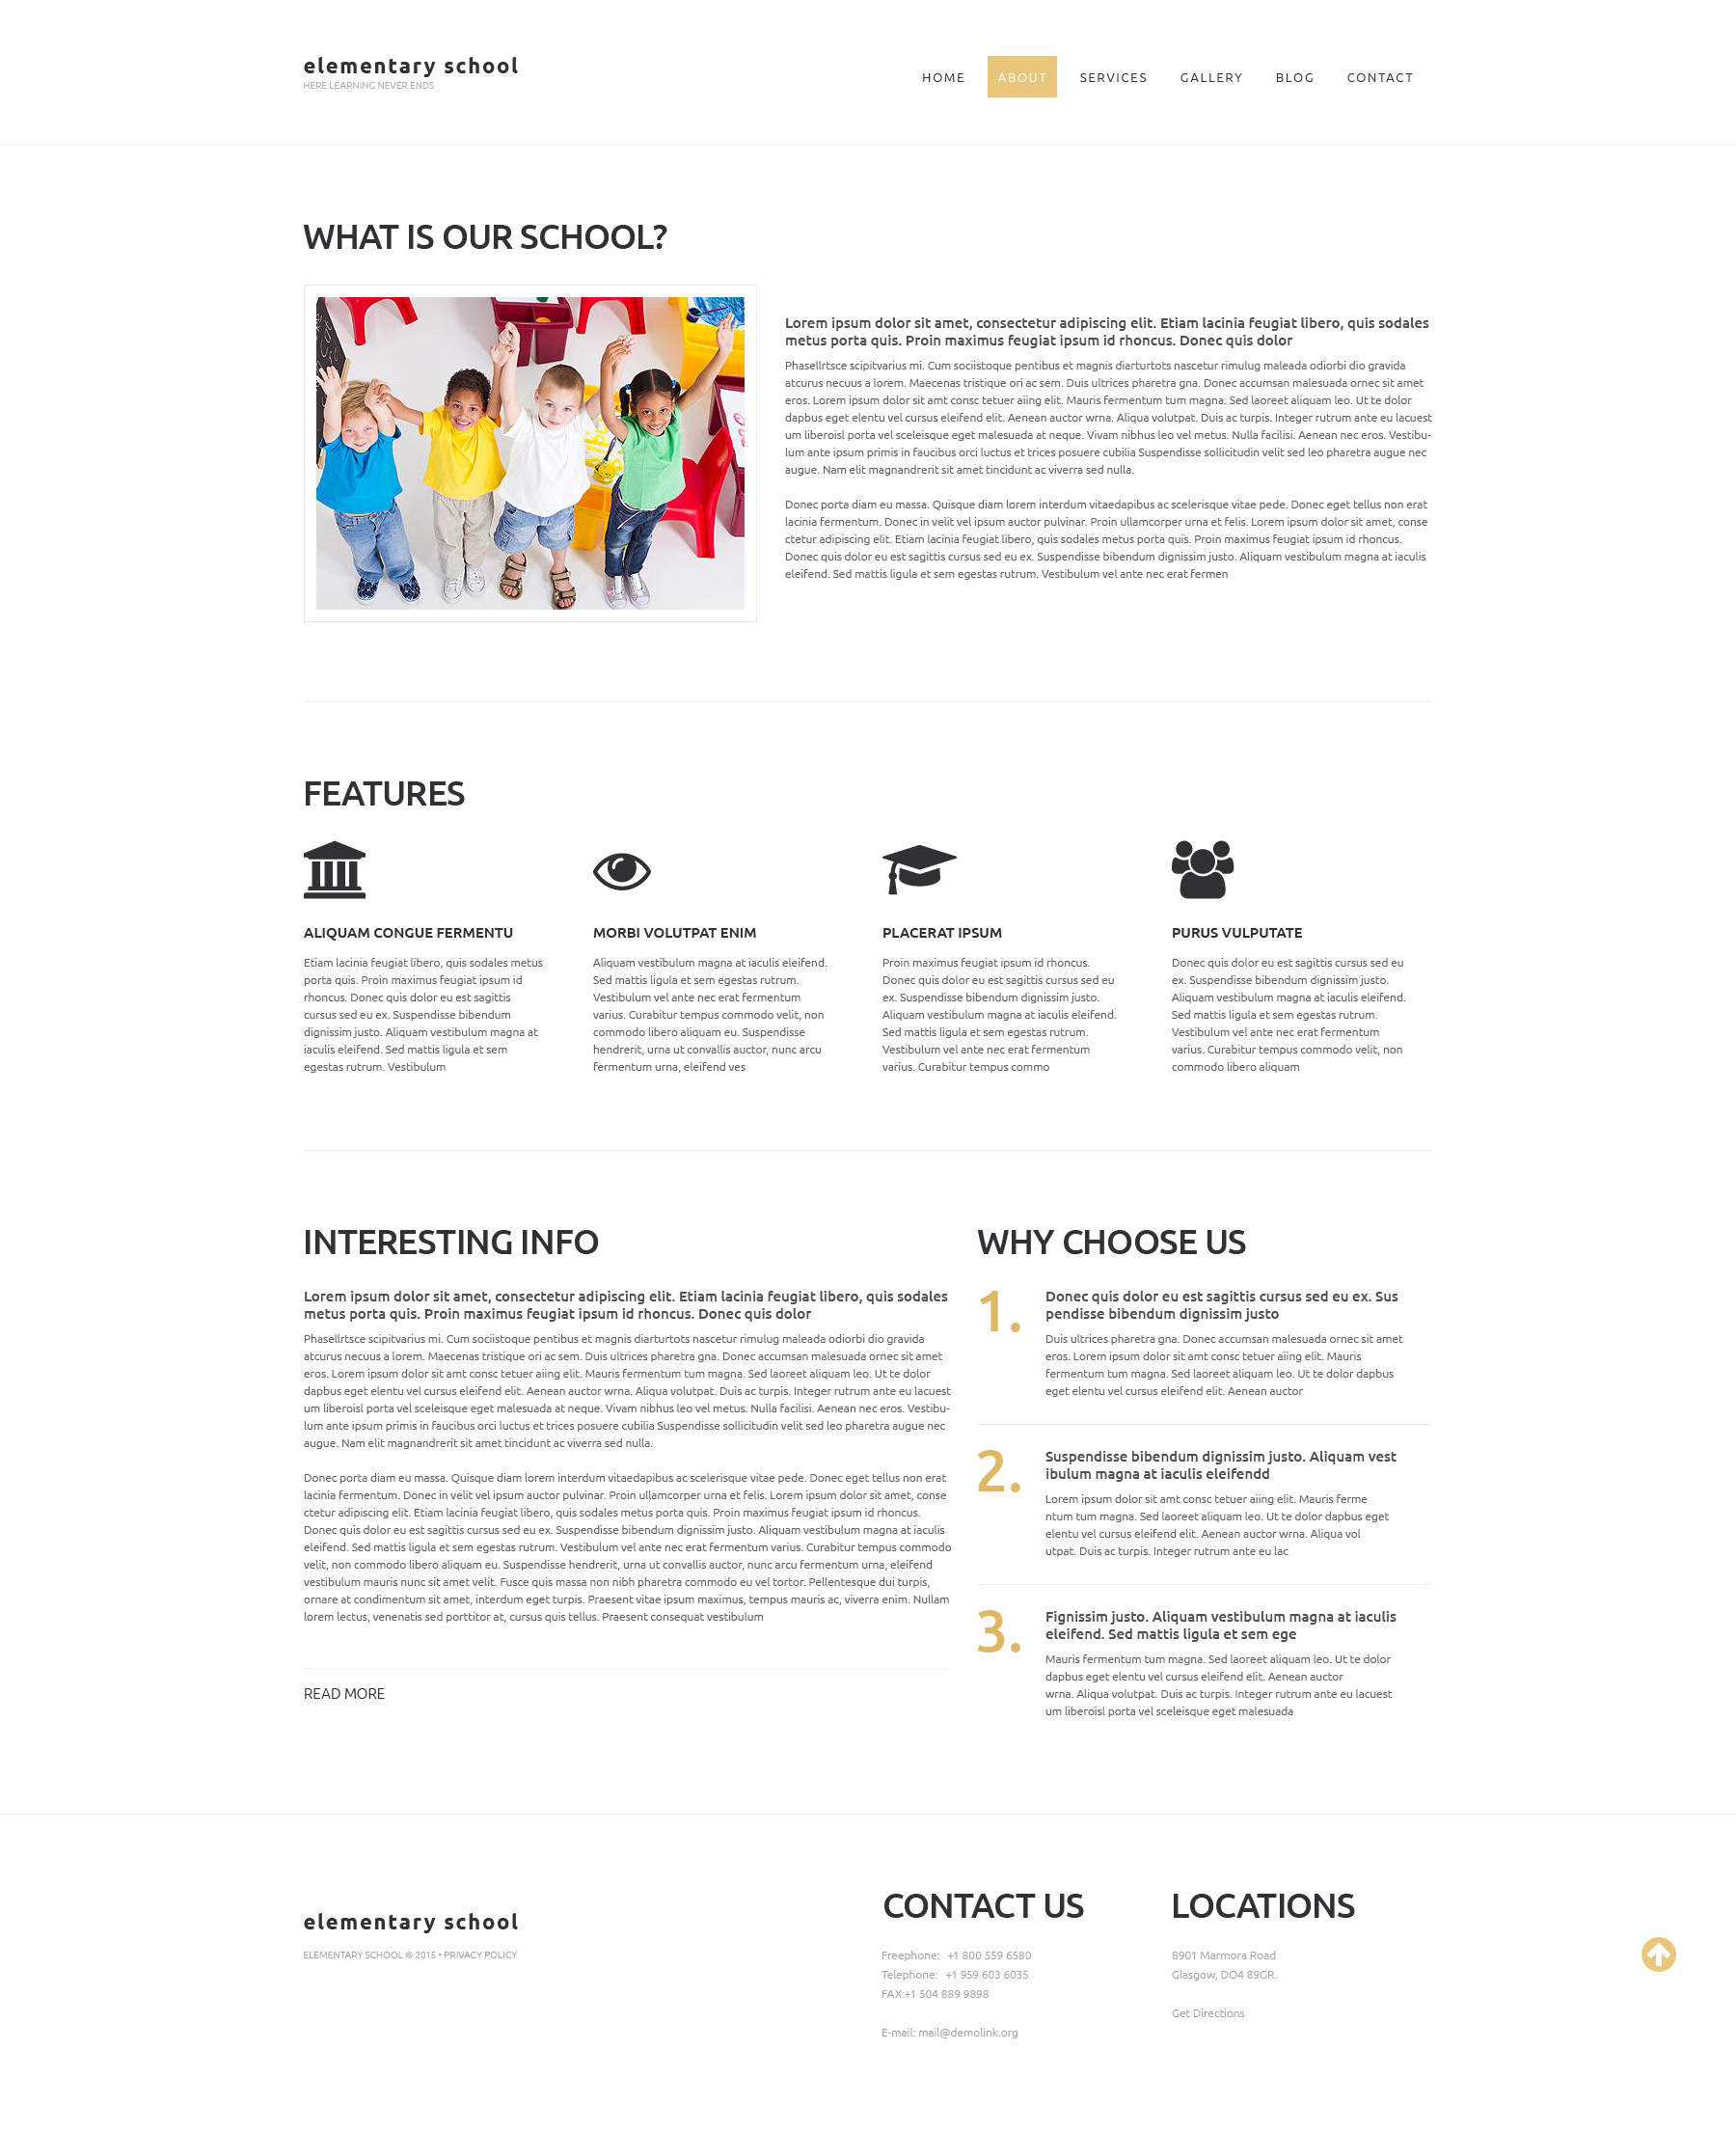 elementary school
HERE LEARNING NEVER ENDS
HOME ABOUT SERVICES GALLERY BLOG CONTACT
WHAT IS OUR SCHOOL?
Lorem ipsum dolor sit amet, consectetur adipiscing elit. Etiam lacinia feugiat libero, quis sodales
metus porta quis. Proin maximus feugiat ipsum id rhoncus. Donec quis dolor
Phasellrtsce scipitvarius mi. Cum sociistoque pentibus et magnis diarturtots nascetur rimulug maleada odiorbi dio gravida
atcurus necuus a lorem. Maecenas tristique ori ac sem. Duis ultrices pharetra gna. Donec accumsan malesuada ornec sit amet
eros. Lorem ipsum dolor sit amt consc tetuer aiing elit. Mauris fermentum tum magna. Sed laoreet aliquam leo. Ut te dolor
dapbus eget elentu vel cursus eleifend elit. Aenean auctor wrna. Aliqua volutpat. Duis ac turpis. Integer rutrum ante eu lacuest
um liberoisl porta vel sceleisque eget malesuada at neque. Vivam nibhus leo vel metus. Nulla facilisi. Aenean nec eros. Vestibu-
lum ante ipsum primis in faucibus orci luctus et trices posuere cubilia Suspendisse sollicitudin velit sed leo pharetra augue nec
augue. Nam elit magnandrerit sit amet tincidunt ac viverra sed nulla.
Donec porta diam eu massa. Quisque diam lorem interdum vitaedapibus ac scelerisque vitae pede. Donec eget tellus non erat
lacinia fermentum. Donec in velit vel ipsum auctor pulvinar. Proin ullamcorper urna et felis. Lorem ipsum dolor sit amet, conse
ctetur adipiscing elit. Etiam lacinia feugiat libero, quis sodales metus porta quis. Proin maximus feugiat ipsum id rhoncus.
Donec quis dolor eu est sagittis cursus sed eu ex. Suspendisse bibendum dignissim justo. Aliquam vestibulum magna at iaculis
eleifend. Sed mattis ligula et sem egestas rutrum. Vestibulum vel ante nec erat fermen
FEATURES
ALIQUAM CONGUE FERMENTU
Etiam lacinia feugiat libero, quis sodales metus
porta quis. Proin maximus feugiat ipsum id
rhoncus. Donec quis dolor eu est sagittis
cursus sed eu ex. Suspendisse bibendum
dignissim justo. Aliquam vestibulum magna at
iaculis eleifend. Sed mattis ligula et sem
egestas rutrum. Vestibulum
MORBI VOLUTPAT ENIM
Aliquam vestibulum magna at iaculis eleifend.
Sed mattis ligula et sem egestas rutrum.
Vestibulum vel ante nec erat fermentum
varius. Curabitur tempus commodo velit, non
commodo libero aliquam eu. Suspendisse
hendrerit, urna ut convallis auctor, nunc arcu
fermentum urna, eleifend ves
PLACERAT IPSUM
Proin maximus feugiat ipsum id rhoncus.
Donec quis dolor eu est sagittis cursus sed eu
ex. Suspendisse bibendum dignissim justo.
Aliquam vestibulum magna at iaculis eleifend.
Sed mattis ligula et sem egestas rutrum.
Vestibulum vel ante nec erat fermentum
varius. Curabitur tempus commo
PURUS VULPUTATE
Donec quis dolor eu est sagittis cursus sed eu
ex. Suspendisse bibendum dignissim justo.
Aliquam vestibulum magna at iaculis eleifend.
Sed mattis ligula et sem egestas rutrum.
Vestibulum vel ante nec erat fermentum
varius. Curabitur tempus commodo velit, non
commodo libero aliquam
INTERESTING INFO
Lorem ipsum dolor sit amet, consectetur adipiscing elit. Etiam lacinia feugiat libero, quis sodales
metus porta quis. Proin maximus feugiat ipsum id rhoncus. Donec quis dolor
Phasellrtsce scipitvarius mi. Cum sociistoque pentibus et magnis diarturtots nascetur rimulug maleada odiorbi dio gravida
atcurus necuus a lorem. Maecenas tristique ori ac sem. Duis ultrices pharetra gna. Donec accumsan malesuada ornec sit amet
eros. Lorem ipsum dolor sit amt consc tetuer aiing elit. Mauris fermentum tum magna. Sed laoreet aliquam leo. Ut te dolor
dapbus eget elentu vel cursus eleifend elit. Aenean auctor wrna. Aliqua volutpat. Duis ac turpis. Integer rutrum ante eu lacuest
um liberoisl porta vel sceleisque eget malesuada at neque. Vivam nibhus leo vel metus. Nulla facilisi. Aenean nec eros. Vestibu-
lum ante ipsum primis in faucibus orci luctus et trices posuere cubilia Suspendisse sollicitudin velit sed leo pharetra augue nec
augue. Nam elit magnandrerit sit amet tincidunt ac viverra sed nulla.
Donec porta diam eu massa. Quisque diam lorem interdum vitaedapibus ac scelerisque vitae pede. Donec eget tellus non erat
lacinia fermentum. Donec in velit vel ipsum auctor pulvinar. Proin ullamcorper urna et felis. Lorem ipsum dolor sit amet, conse
ctetur adipiscing elit. Etiam lacinia feugiat libero, quis sodales metus porta quis. Proin maximus feugiat ipsum id rhoncus.
Donec quis dolor eu est sagittis cursus sed eu ex. Suspendisse bibendum dignissim justo. Aliquam vestibulum magna at iaculis
eleifend. Sed mattis ligula et sem egestas rutrum. Vestibulum vel ante nec erat fermentum varius. Curabitur tempus commodo
velit, non commodo libero aliquam eu. Suspendisse hendrerit, urna ut convallis auctor, nunc arcu fermentum urna, eleifend
vestibulum mauris nunc sit amet velit. Fusce quis massa non nibh pharetra commodo eu vel tortor. Pellentesque dui turpis,
ornare at condimentum sit amet, interdum eget turpis. Praesent vitae ipsum maximus, tempus mauris ac, viverra enim. Nullam
lorem lectus, venenatis sed porttitor at, cursus quis tellus. Praesent consequat vestibulum
READ MORE
WHY CHOOSE US
1.
Donec quis dolor eu est sagittis cursus sed eu ex. Sus
pendisse bibendum dignissim justo
Duis ultrices pharetra gna. Donec accumsan malesuada ornec sit amet
eros. Lorem ipsum dolor sit amt consc tetuer aiing elit. Mauris
fermentum tum magna. Sed laoreet aliquam leo. Ut te dolor dapbus
eget elentu vel cursus eleifend elit. Aenean auctor
2.
Suspendisse bibendum dignissim justo. Aliquam vest
ibulum magna at iaculis eleifendd
Lorem ipsum dolor sit amt consc tetuer aiing elit. Mauris ferme
ntum tum magna. Sed laoreet aliquam leo. Ut te dolor dapbus eget
elentu vel cursus eleifend elit. Aenean auctor wrna. Aliqua vol
utpat. Duis ac turpis. Integer rutrum ante eu lac
3.
Fignissim justo. Aliquam vestibulum magna at iaculis
eleifend. Sed mattis ligula et sem ege
Mauris fermentum tum magna. Sed laoreet aliquam leo. Ut te dolor
dapbus eget elentu vel cursus eleifend elit. Aenean auctor
wrna. Aliqua volutpat. Duis ac turpis. Integer rutrum ante eu lacuest
um liberoisl porta vel sceleisque eget malesuada
elementary school
ELEMENTARY SCHOOL © 2015 • PRIVACY POLICY
CONTACT US
Freephone: +1 800 559 6580
Telephone: +1 959 603 6035
FAX:+1 504 889 9898
E-mail: mail@demolink.org
LOCATIONS
8901 Marmora Road
Glasgow, DO4 89GR.
Get Directions